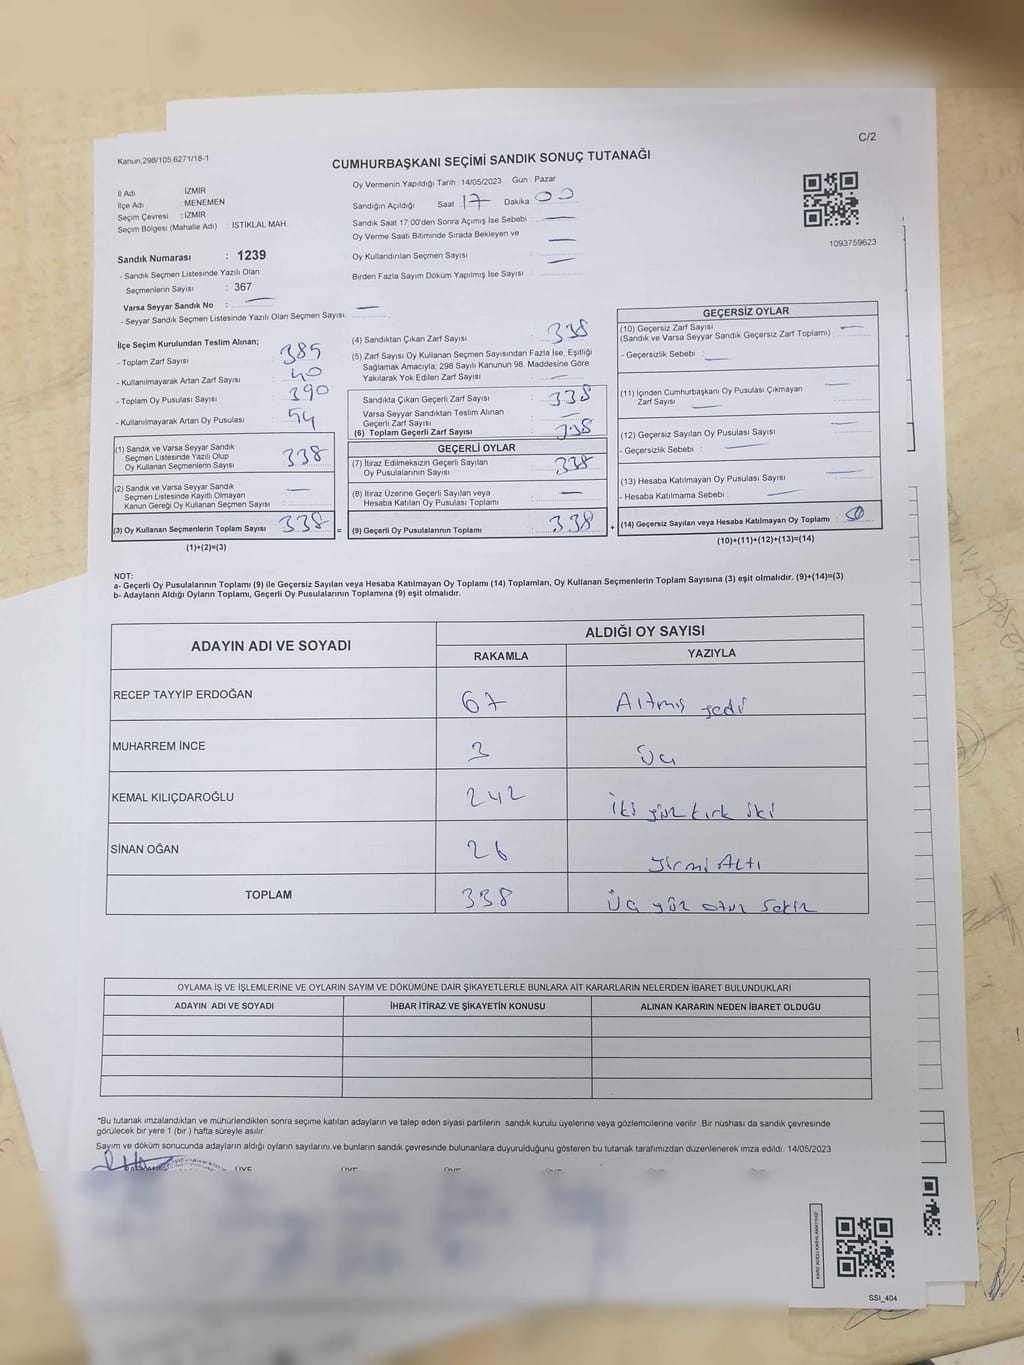 C/2
Kanun;298/105;6271/18-1
CUMHURBAŞKANI SEÇİMİ SANDIK SONUÇ TUTANAĞI
İl Adı : İZMİR
İlçe Adı : MENEMEN
Seçim Çevresi : İZMİR
Seçim Bölgesi (Mahalle Adı) : İSTİKLAL MAH.
Oy Vermenin Yapıldığı Tarih : 14/05/2023 Gün : Pazar
Sandığın Açıldığı Saat 17 Dakika 00
Sandık Saat 17:00'den Sonra Açımış İse Sebebi :
Oy Verme Saati Bitiminde Sırada Bekleyen ve
Oy Kullandırılan Seçmen Sayısı :
Birden Fazla Sayım Döküm Yapılmış İse Sayısı :
1093759623
Sandık Numarası : 1239
- Sandık Seçmen Listesinde Yazılı Olan
Seçmenlerin Sayısı : 367
Varsa Seyyar Sandık No :
- Seyyar Sandık Seçmen Listesinde Yazılı Olan Seçmen Sayısı:
İlçe Seçim Kurulundan Teslim Alınan;
- Toplam Zarf Sayısı : 385
- Kullanılmayarak Artan Zarf Sayısı : 40
- Toplam Oy Pusulası Sayısı : 390
- Kullanılmayarak Artan Oy Pusulası : 54
(1) Sandık ve Varsa Seyyar Sandık
Seçmen Listesinde Yazılı Olup
Oy Kullanan Seçmenlerin Sayısı : 338
(2) Sandık ve Varsa Seyyar Sandık
Seçmen Listesinde Kayıtlı Olmayan
Kanun Gereği Oy Kullanan Seçmen Sayısı :
(3) Oy Kullanan Seçmenlerin Toplam Sayısı : 338 =
(1)+(2)=(3)
(4) Sandıktan Çıkan Zarf Sayısı : 338
(5) Zarf Sayısı Oy Kullanan Seçmen Sayısından Fazla İse, Eşitliği
Sağlamak Amacıyla; 298 Sayılı Kanunun 98. Maddesine Göre
Yakılarak Yok Edilen Zarf Sayısı :
Sandıkta Çıkan Geçerli Zarf Sayısı : 338
Varsa Seyyar Sandıktan Teslim Alınan
Geçerli Zarf Sayısı :
(6) Toplam Geçerli Zarf Sayısı : 338
GEÇERLİ OYLAR
(7) İtiraz Edilmeksizin Geçerli Sayılan
Oy Pusulalarının Sayısı : 338
(8) İtiraz Üzerine Geçerli Sayılan veya
Hesaba Katılan Oy Pusulası Toplamı :
(9) Geçerli Oy Pusulalarının Toplamı : 338 +
GEÇERSİZ OYLAR
(10) Geçersiz Zarf Sayısı :
(Sandık ve Varsa Seyyar Sandık Geçersiz Zarf Toplamı)
- Geçersizlik Sebebi :
(11) İçinden Cumhurbaşkanı Oy Pusulası Çıkmayan
Zarf Sayısı :
(12) Geçersiz Sayılan Oy Pusulası Sayısı :
- Geçersizlik Sebebi :
(13) Hesaba Katılmayan Oy Pusulası Sayısı :
- Hesaba Katılmama Sebebi :
(14) Geçersiz Sayılan veya Hesaba Katılmayan Oy Toplamı :
(10)+(11)+(12)+(13)=(14)
NOT:
a- Geçerli Oy Pusulalarının Toplamı (9) ile Geçersiz Sayılan veya Hesaba Katılmayan Oy Toplamı (14) Toplamları, Oy Kullanan Seçmenlerin Toplam Sayısına (3) eşit olmalıdır. (9)+(14)=(3)
b- Adayların Aldığı Oyların Toplamı, Geçerli Oy Pusulalarının Toplamına (9) eşit olmalıdır.
ADAYIN ADI VE SOYADI
ALDIĞI OY SAYISI
RAKAMLA YAZIYLA
RECEP TAYYİP ERDOĞAN 67 Altmış yedi
MUHARREM İNCE 3 Üç
KEMAL KILIÇDAROĞLU 242 İki yüz kırk iki
SİNAN OĞAN 26 Yirmi Altı
TOPLAM 338 Üç yüz otuz sekiz
OYLAMA İŞ VE İŞLEMLERİNE VE OYLARIN SAYIM VE DÖKÜMÜNE DAİR ŞİKAYETLERLE BUNLARA AİT KARARLARIN NELERDEN İBARET BULUNDUKLARI
ADAYIN ADI VE SOYADI İHBAR İTİRAZ VE ŞİKAYETİN KONUSU ALINAN KARARIN NEDEN İBARET OLDUĞU
*Bu tutanak imzalandıktan ve mühürlendikten sonra seçime katılan adayların ve talep eden siyasi partilerin sandık kurulu üyelerine veya gözlemcilerine verilir. Bir nüshası da sandık çevresinde
görülecek bir yere 1 (bir ) hafta süreyle asılır.
Sayım ve döküm sonucunda adayların aldığı oyların sayılarını ve bunların sandık çevresinde bulunanlara duyurulduğunu gösteren bu tutanak tarafımızdan düzenlenerek imza edildi. 14/05/2023
SSI_404